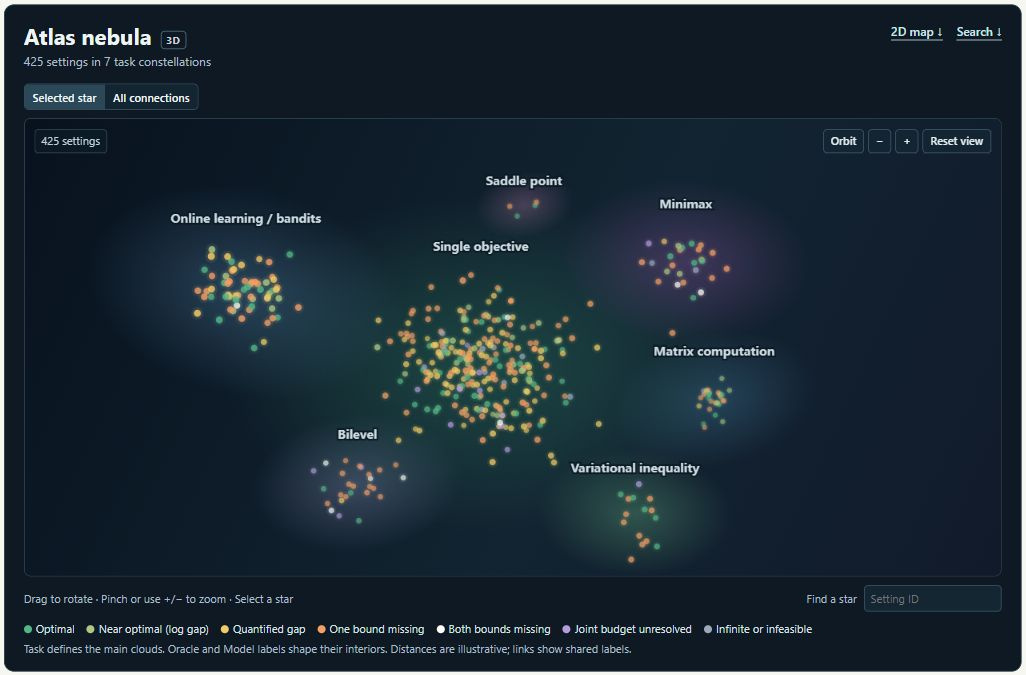 Atlas nebula 3D
2D map ↓ Search ↓
425 settings in 7 task constellations
Selected star All connections
425 settings
Orbit − + Reset view
Saddle point
Minimax
Online learning / bandits
Single objective
Matrix computation
Bilevel
Variational inequality
Drag to rotate · Pinch or use +/− to zoom · Select a star
Find a star Setting ID
Optimal Near optimal (log gap) Quantified gap One bound missing Both bounds missing Joint budget unresolved Infinite or infeasible
Task defines the main clouds. Oracle and Model labels shape their interiors. Distances are illustrative; links show shared labels.